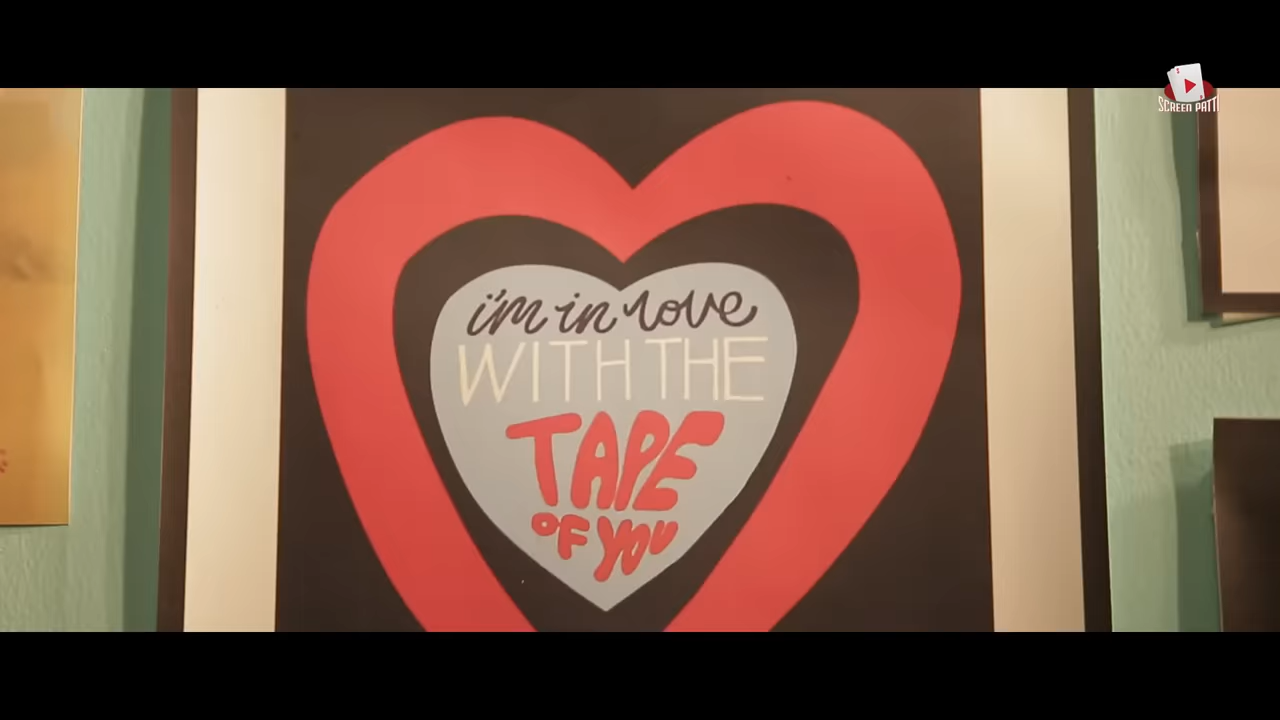 SCREEN PATTI
i'm in love
WITH THE
TAPE
OF YOU